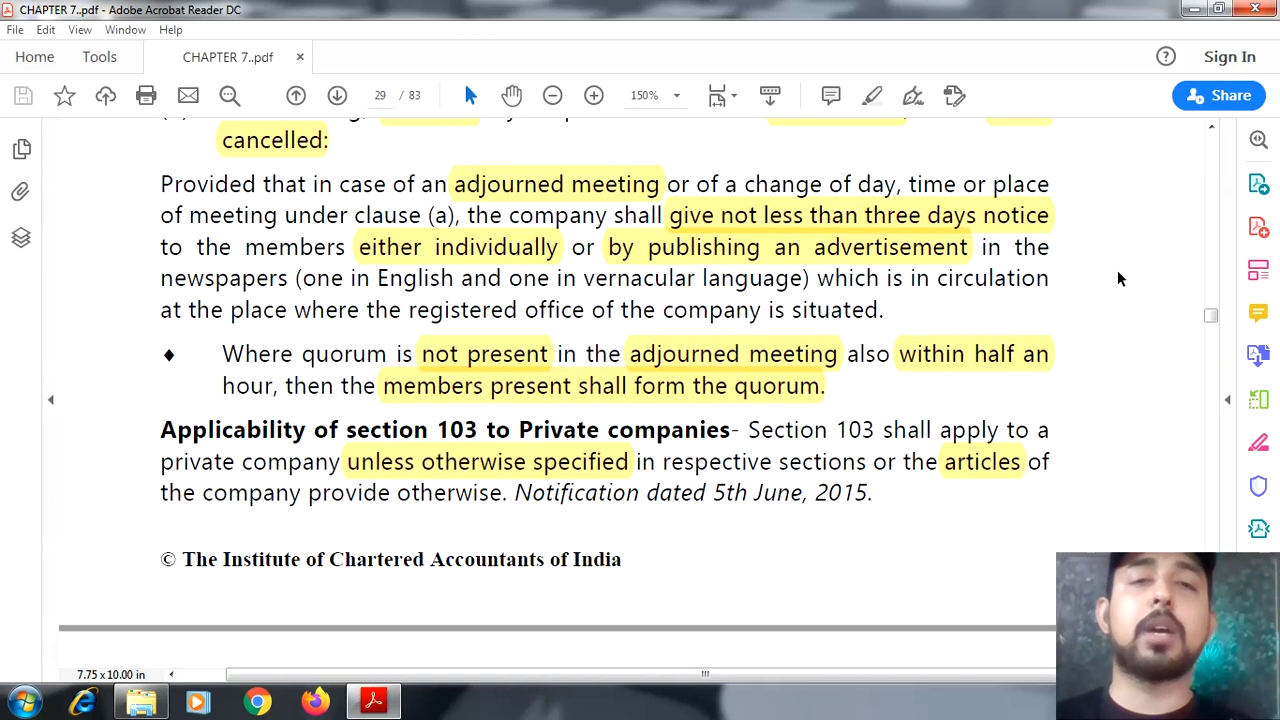 CHAPTER 7..pdf - Adobe Acrobat Reader DC
File Edit View Window Help
Home Tools CHAPTER 7..pdf × Sign In
29 / 83 150% Share
cancelled:
Provided that in case of an adjourned meeting or of a change of day, time or place
of meeting under clause (a), the company shall give not less than three days notice
to the members either individually or by publishing an advertisement in the
newspapers (one in English and one in vernacular language) which is in circulation
at the place where the registered office of the company is situated.
♦ Where quorum is not present in the adjourned meeting also within half an
hour, then the members present shall form the quorum.
Applicability of section 103 to Private companies- Section 103 shall apply to a
private company unless otherwise specified in respective sections or the articles of
the company provide otherwise. Notification dated 5th June, 2015.
© The Institute of Chartered Accountants of India
7.75 x 10.00 in